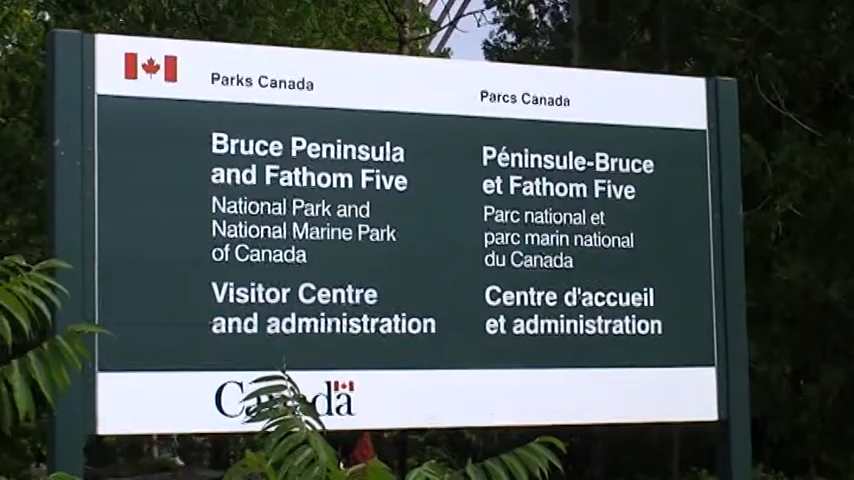 Parks Canada
Parcs Canada
Bruce Peninsula
and Fathom Five
National Park and
National Marine Park
of Canada
Visitor Centre
and administration
Péninsule-Bruce
et Fathom Five
Parc national et
parc marin national
du Canada
Centre d'accueil
et administration
Canada